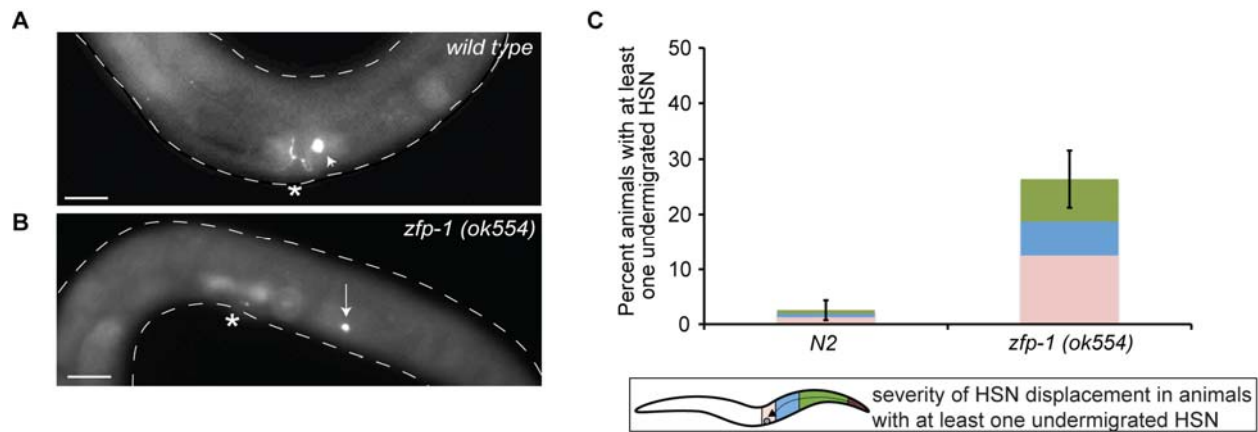 A
wild type
*
B
zfp-1 (ok554)
*
C
Percent animals with at least
one undermigrated HSN
50
40
30
20
10
0
N2
zfp-1 (ok554)
severity of HSN displacement in animals
with at least one undermigrated HSN